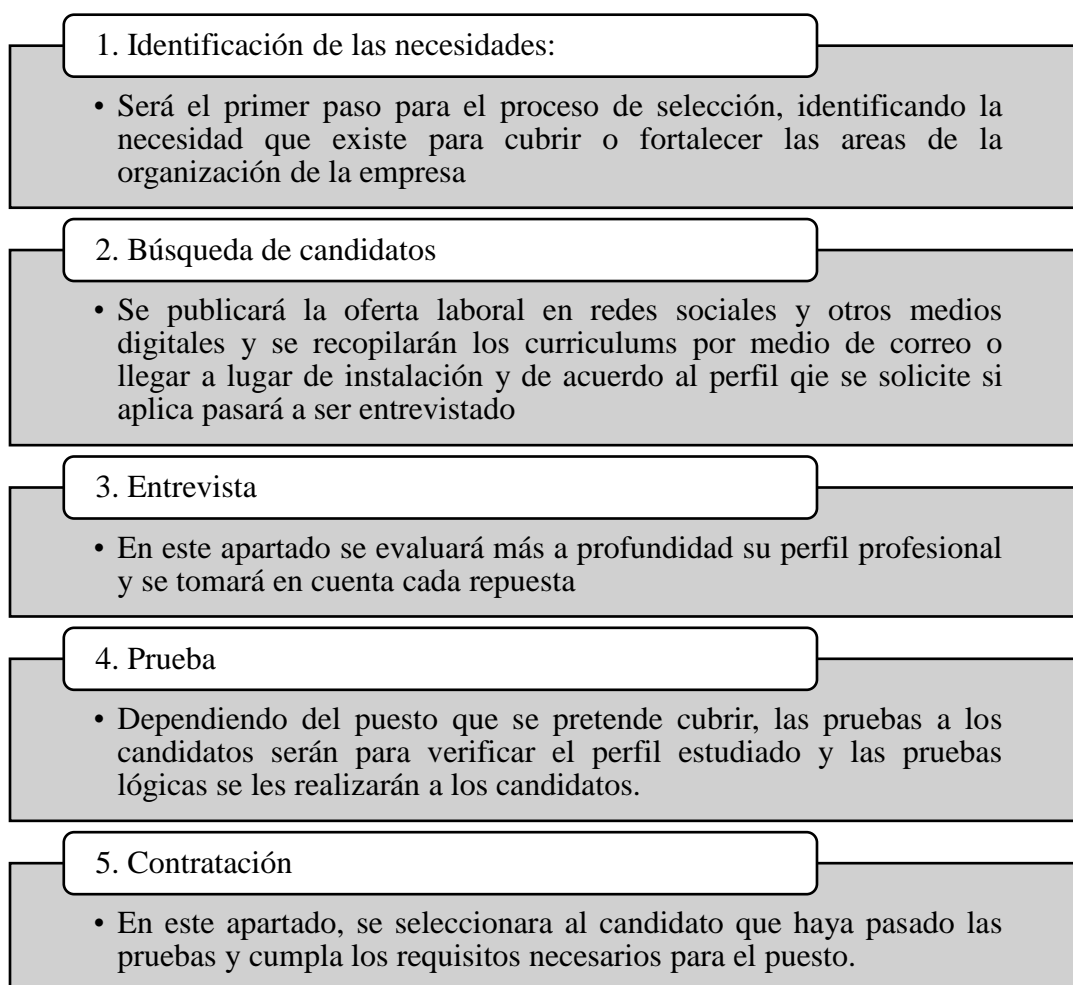 1. Identificación de las necesidades:
• Será el primer paso para el proceso de selección, identificando la
necesidad que existe para cubrir o fortalecer las areas de la
organización de la empresa
2. Búsqueda de candidatos
• Se publicará la oferta laboral en redes sociales y otros medios
digitales y se recopilarán los curriculums por medio de correo o
llegar a lugar de instalación y de acuerdo al perfil qie se solicite si
aplica pasará a ser entrevistado
3. Entrevista
• En este apartado se evaluará más a profundidad su perfil profesional
y se tomará en cuenta cada repuesta
4. Prueba
• Dependiendo del puesto que se pretende cubrir, las pruebas a los
candidatos serán para verificar el perfil estudiado y las pruebas
lógicas se les realizarán a los candidatos.
5. Contratación
• En este apartado, se seleccionara al candidato que haya pasado las
pruebas y cumpla los requisitos necesarios para el puesto.